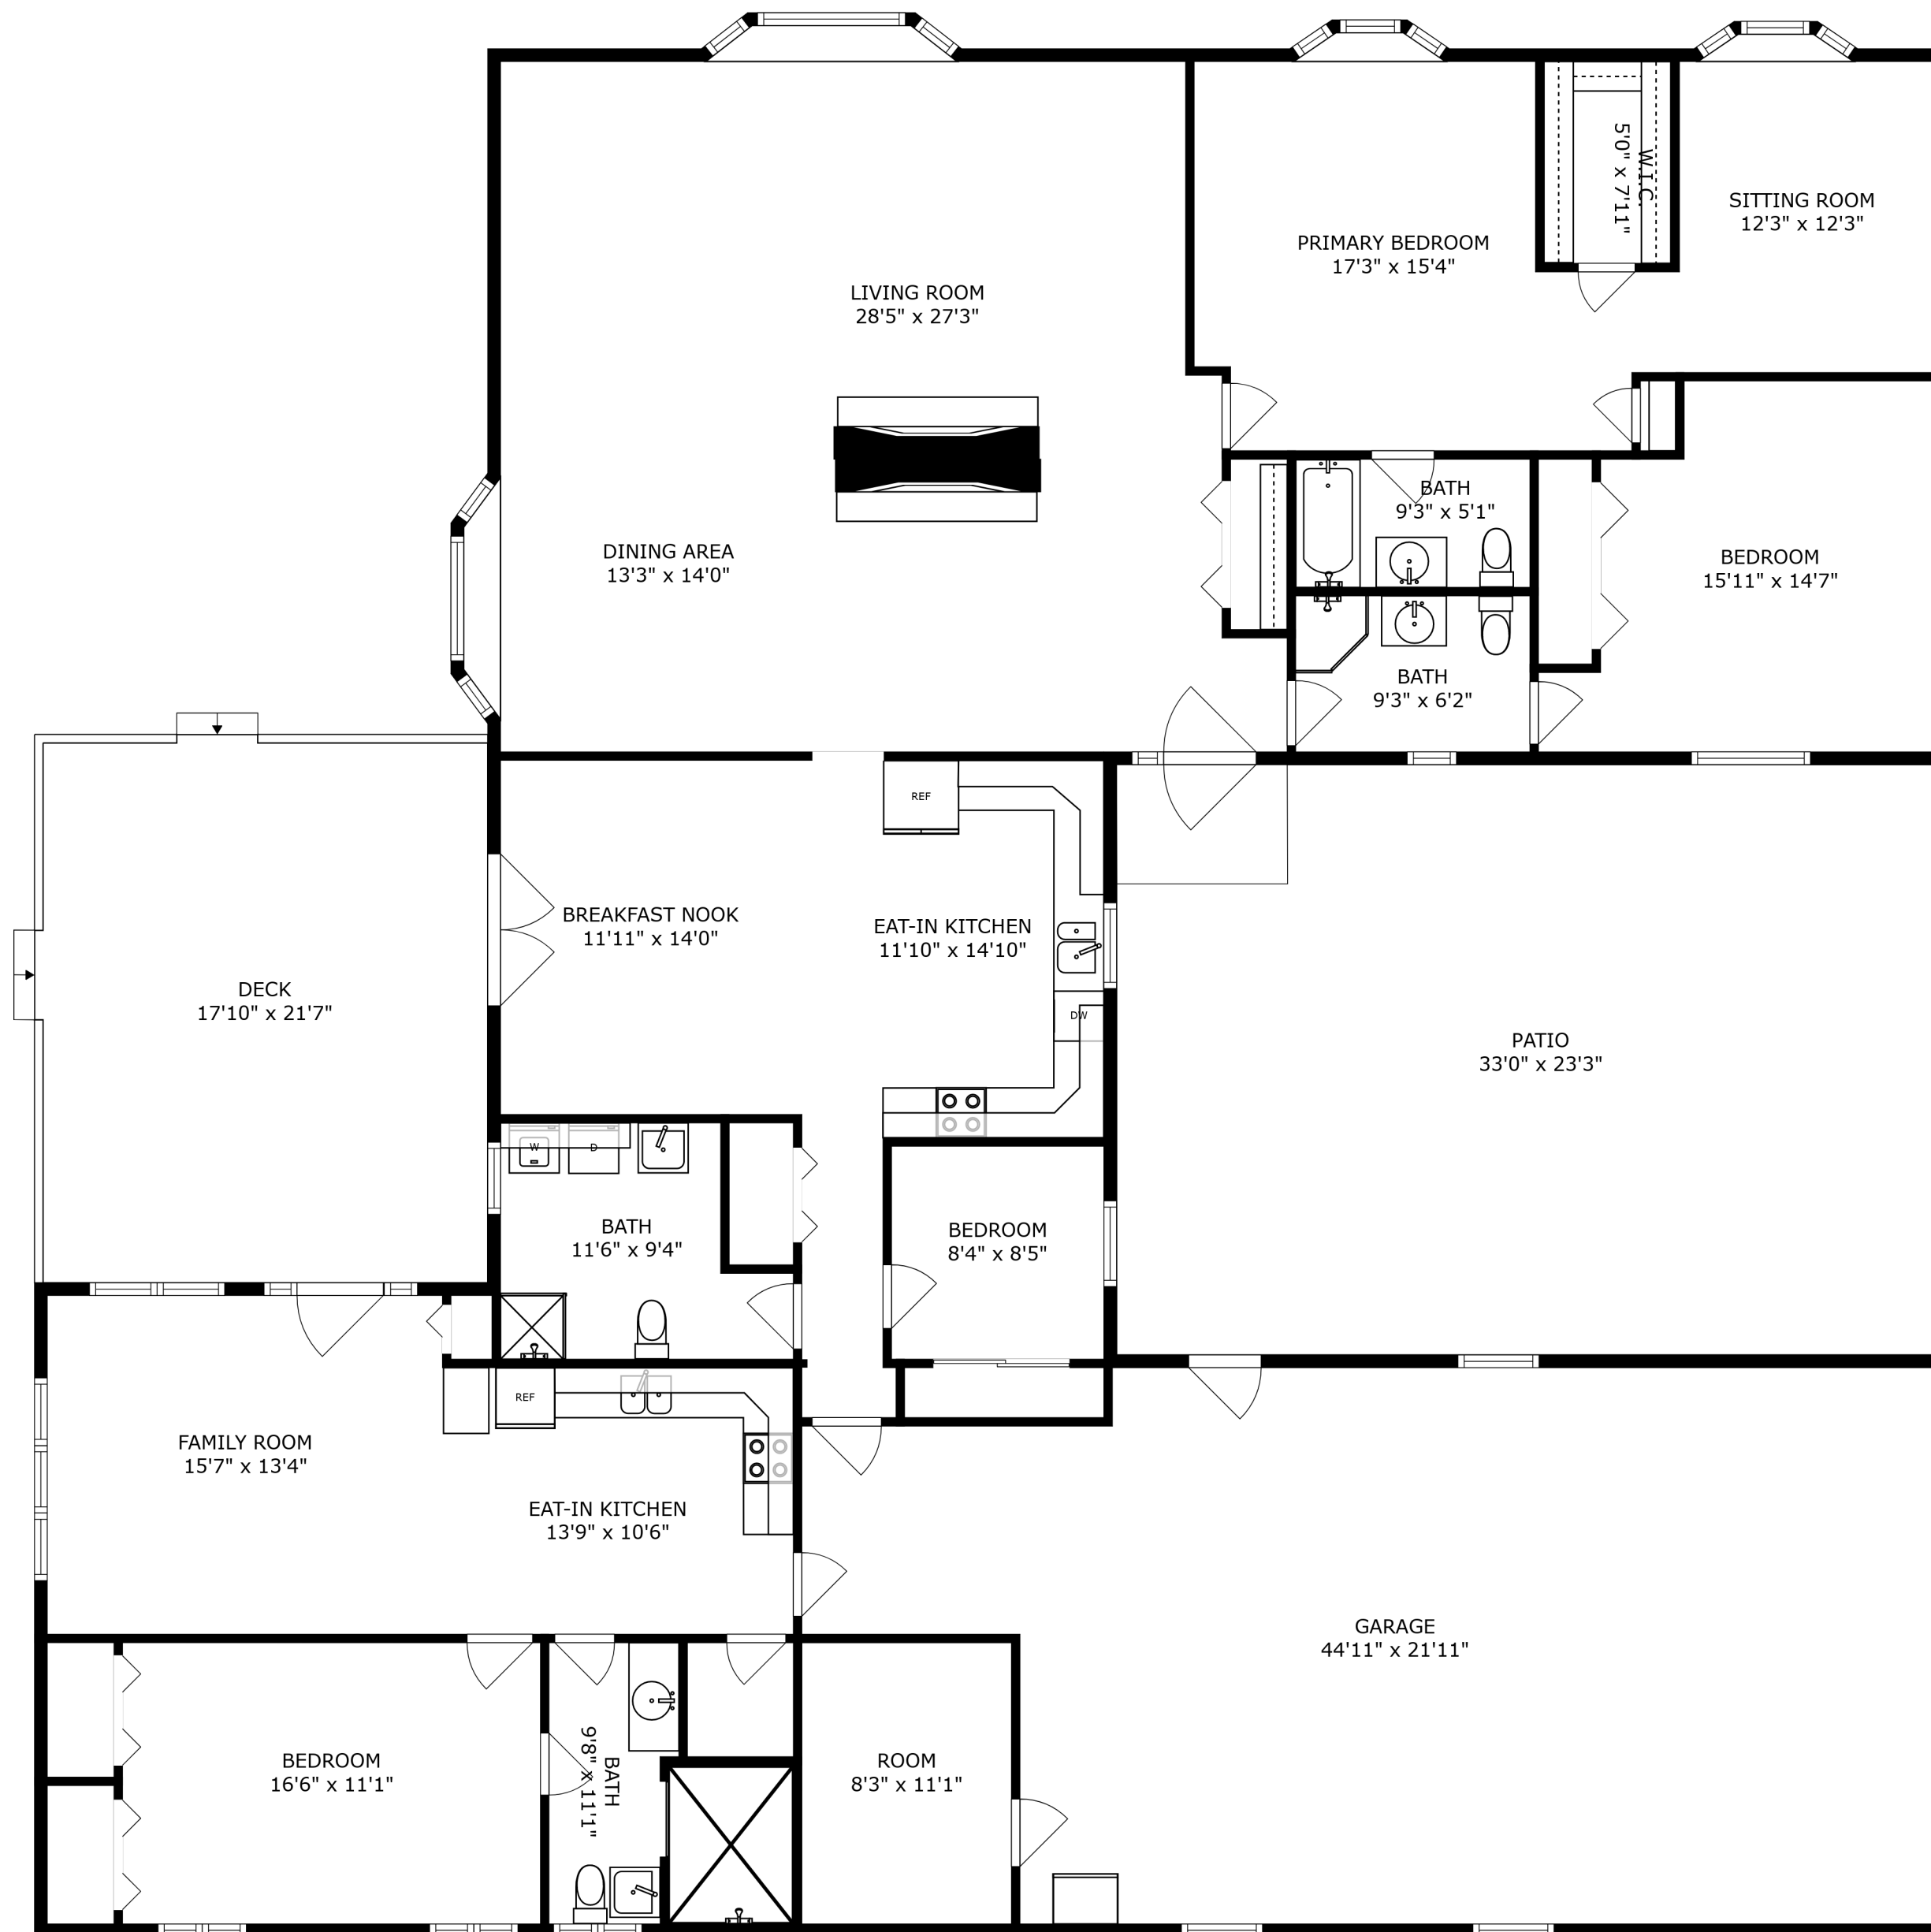 W.I.C.
5'0" x 7'11"
SITTING ROOM
12'3" x 12'3"
PRIMARY BEDROOM
17'3" x 15'4"
LIVING ROOM
28'5" x 27'3"
BATH
9'3" x 5'1"
DINING AREA
13'3" x 14'0"
BEDROOM
15'11" x 14'7"
BATH
9'3" x 6'2"
REF
BREAKFAST NOOK
11'11" x 14'0"
EAT-IN KITCHEN
11'10" x 14'10"
DECK
17'10" x 21'7"
DW
PATIO
33'0" x 23'3"
W
D
BATH
11'6" x 9'4"
BEDROOM
8'4" x 8'5"
REF
FAMILY ROOM
15'7" x 13'4"
EAT-IN KITCHEN
13'9" x 10'6"
GARAGE
44'11" x 21'11"
BEDROOM
16'6" x 11'1"
BATH
9'8" x 11'1"
ROOM
8'3" x 11'1"